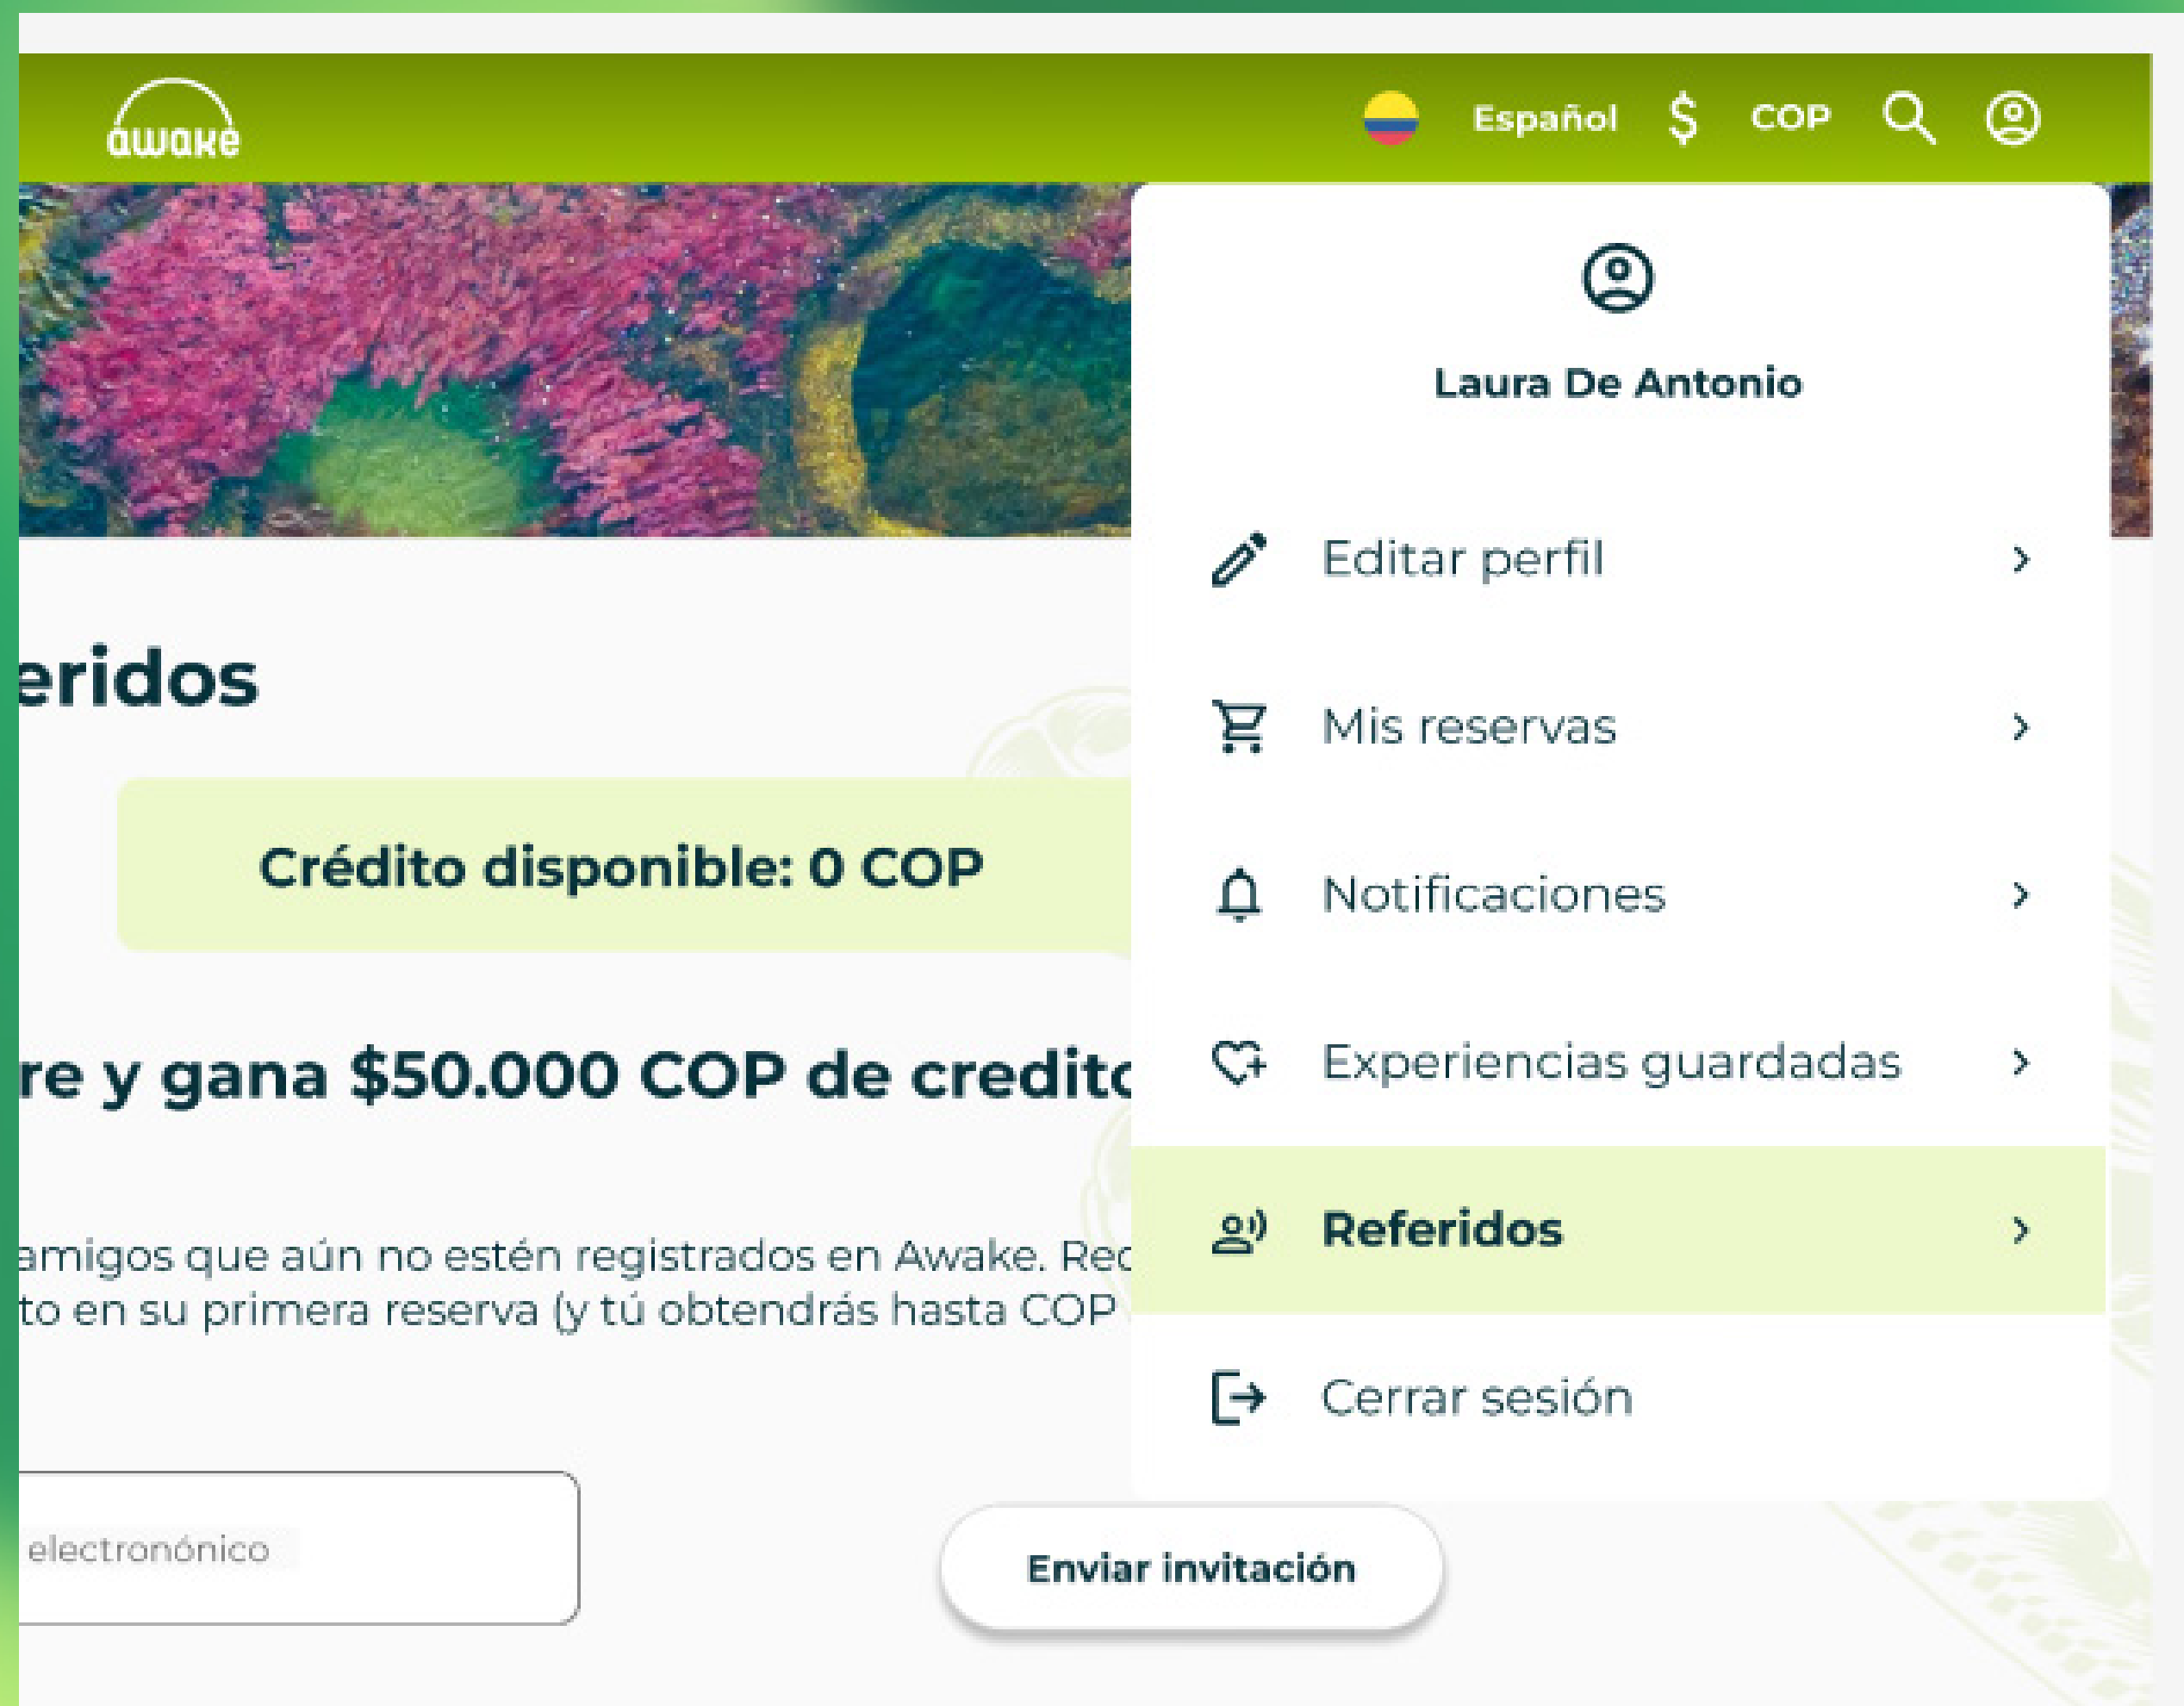 awake
Español $ COP
Laura De Antonio
Editar perfil
Mis reservas
Notificaciones
Experiencias guardadas
Referidos
Cerrar sesión
eridos
Crédito disponible: 0 COP
re y gana $50.000 COP de credito
amigos que aún no estén registrados en Awake. Rec
to en su primera reserva (y tú obtendrás hasta COP
electronónico
Enviar invitación